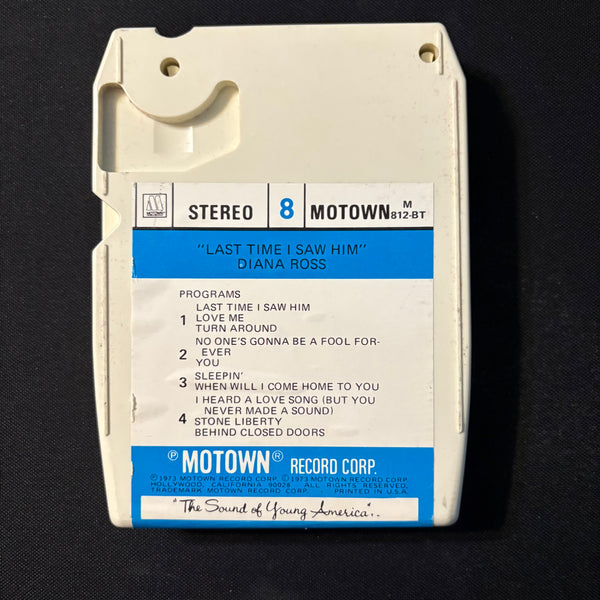 MOTOWN
STEREO 8 MOTOWN M 812-BT
"LAST TIME I SAW HIM"
DIANA ROSS
PROGRAMS
LAST TIME I SAW HIM
1 LOVE ME
TURN AROUND
NO ONE'S GONNA BE A FOOL FOR-
2 EVER
YOU
3 SLEEPIN'
WHEN WILL I COME HOME TO YOU
I HEARD A LOVE SONG (BUT YOU
NEVER MADE A SOUND)
4 STONE LIBERTY
BEHIND CLOSED DOORS
℗ MOTOWN® RECORD CORP.
℗ 1973 MOTOWN RECORD CORP. © 1973 MOTOWN RECORD CORP.
HOLLYWOOD, CALIFORNIA 90028 ALL RIGHTS RESERVED.
TRADEMARK MOTOWN RECORD CORP. PRINTED IN U.S.A.
"The Sound of Young America"..